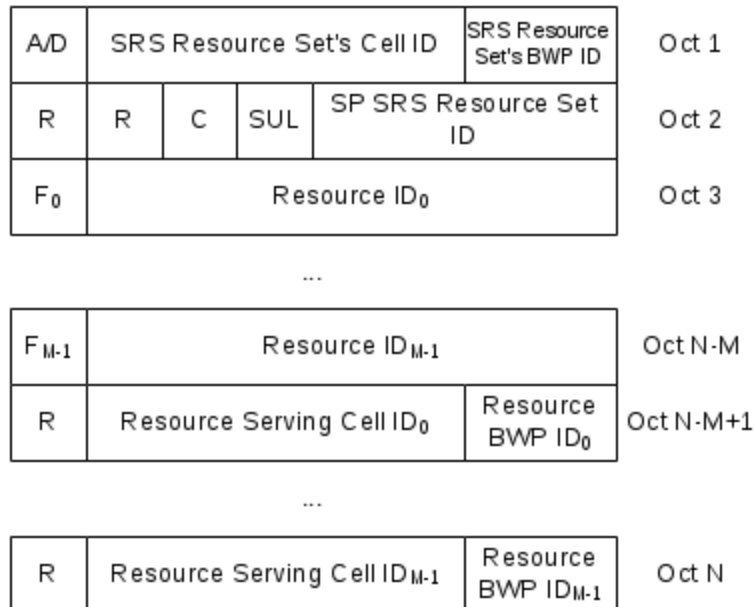 A/D SRS Resource Set's Cell ID SRS Resource Set's BWP ID Oct 1
R R C SUL SP SRS Resource Set ID Oct 2
F0 Resource ID0 Oct 3
...
FM-1 Resource IDM-1 Oct N-M
R Resource Serving Cell ID0 Resource BWP ID0 Oct N-M+1
...
R Resource Serving Cell IDM-1 Resource BWP IDM-1 Oct N